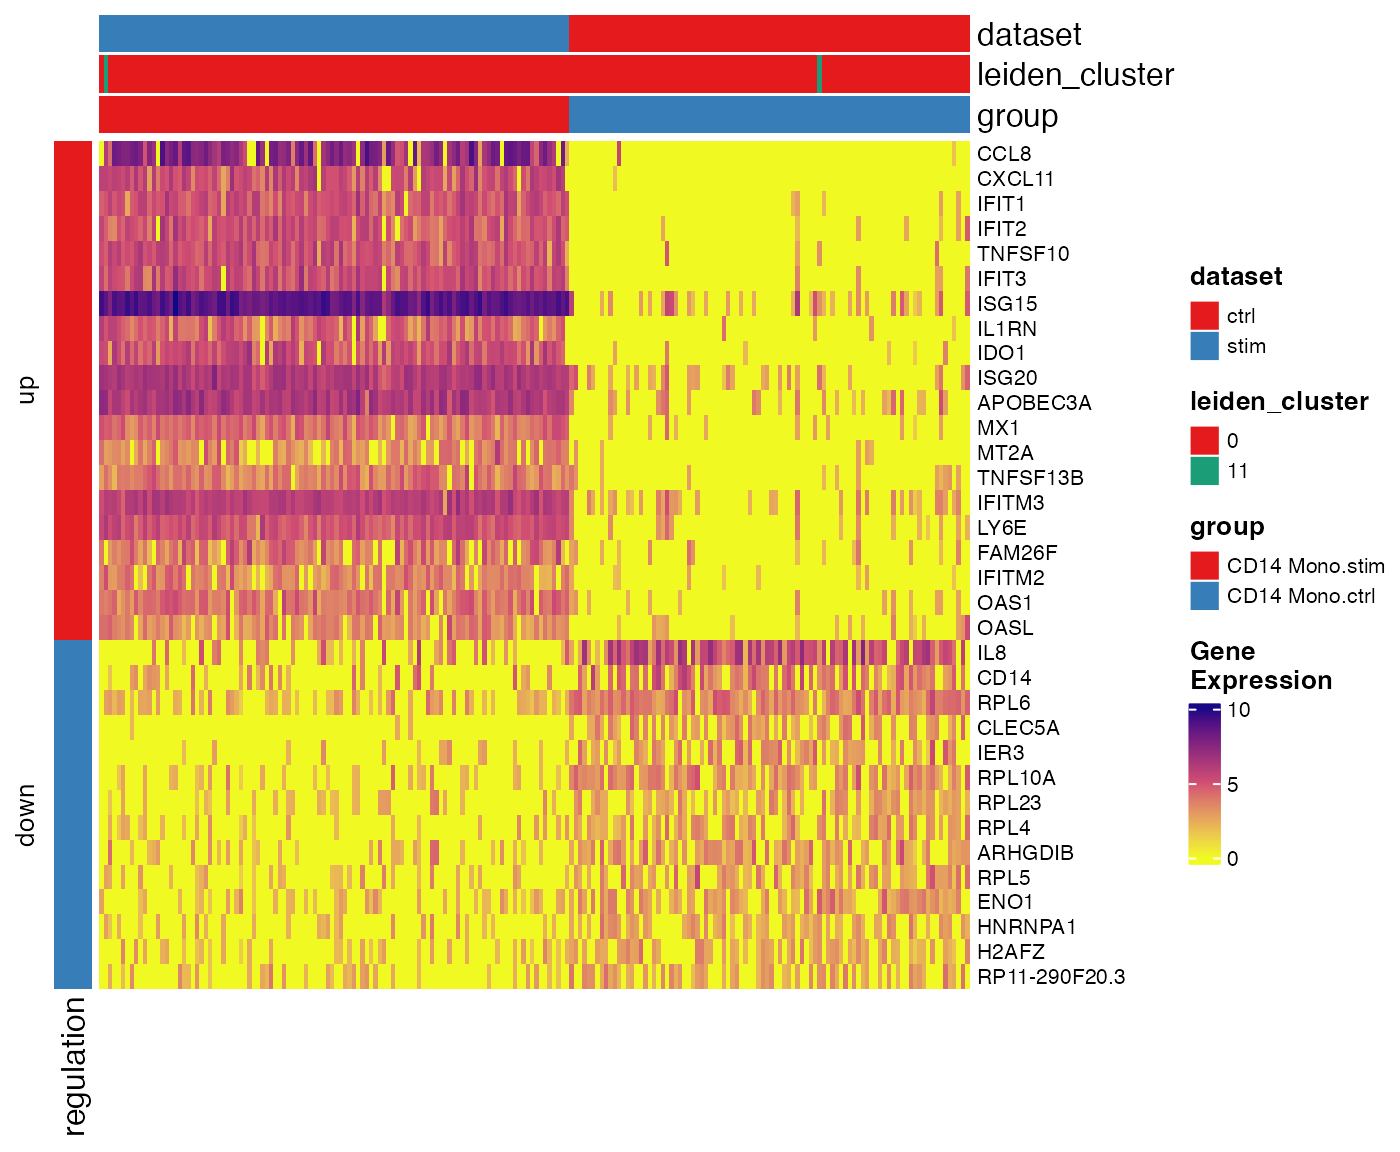 dataset
leiden_cluster
group
up
down
regulation
CCL8
CXCL11
IFIT1
IFIT2
TNFSF10
IFIT3
ISG15
IL1RN
IDO1
ISG20
APOBEC3A
MX1
MT2A
TNFSF13B
IFITM3
LY6E
FAM26F
IFITM2
OAS1
OASL
IL8
CD14
RPL6
CLEC5A
IER3
RPL10A
RPL23
RPL4
ARHGDIB
RPL5
ENO1
HNRNPA1
H2AFZ
RP11-290F20.3
dataset
ctrl
stim
leiden_cluster
0
11
group
CD14 Mono.stim
CD14 Mono.ctrl
Gene
Expression
10
5
0